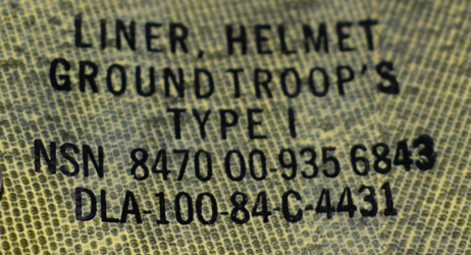 LINER, HELMET
GROUND TROOP'S
TYPE I
NSN 8470 00-935 6843
DLA-100-84-C-4431